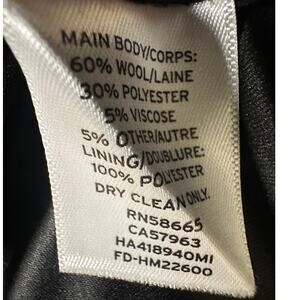 MAIN BODY/CORPS:
60% WOOL/LAINE
30% POLYESTER
5% VISCOSE
5% OTHER/AUTRE
LINING/DOUBLURE:
100% POLYESTER
DRY CLEAN ONLY.
RN58665
CA57963
HA418940MI
FD-HM22600